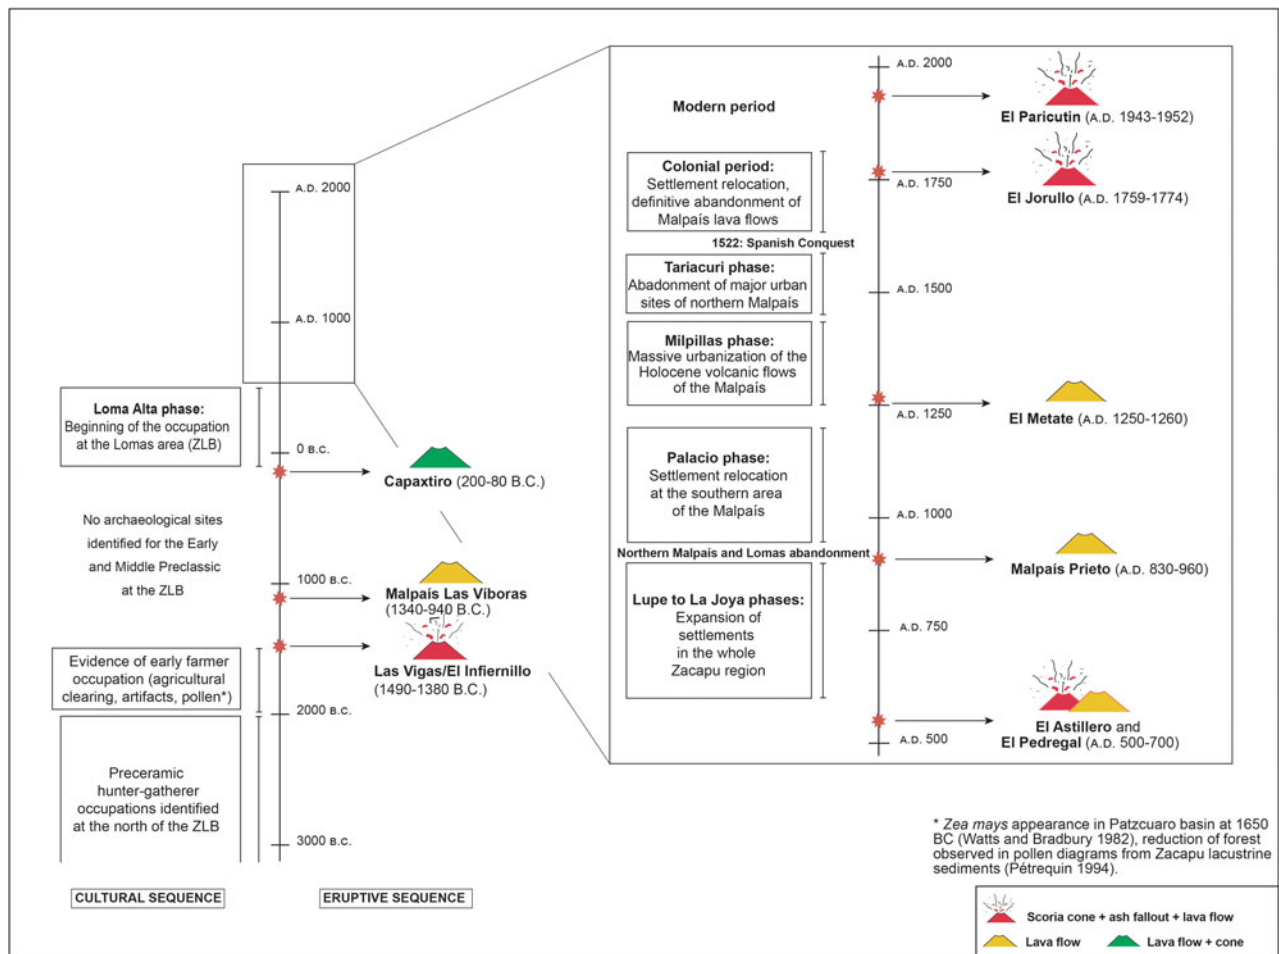 A.D. 2000
A.D. 1000
0 B.C.
1000 B.C.
2000 B.C.
3000 B.C.
Loma Alta phase:
Beginning of the occupation
at the Lomas area (ZLB)
No archaeological sites
identified for the Early
and Middle Preclassic
at the ZLB
Evidence of early farmer
occupation (agricultural
clearing, artifacts, pollen*)
Preceramic
hunter-gatherer
occupations identified
at the north of the ZLB
CULTURAL SEQUENCE
Capaxtiro (200-80 B.C.)
Malpaís Las Víboras
(1340-940 B.C.)
Las Vigas/El Infiernillo
(1490-1380 B.C.)
ERUPTIVE SEQUENCE
Modern period
Colonial period:
Settlement relocation,
definitive abandonment of
Malpaís lava flows
1522: Spanish Conquest
Tariacuri phase:
Abadonment of major urban
sites of northern Malpaís
Milpillas phase:
Massive urbanization of the
Holocene volcanic flows
of the Malpaís
Palacio phase:
Settlement relocation
at the southern area
of the Malpaís
Northern Malpais and Lomas abandonment
Lupe to La Joya phases:
Expansion of
settlements
in the whole
Zacapu region
A.D. 2000
A.D. 1750
A.D. 1500
A.D. 1250
A.D. 1000
A.D. 750
A.D. 500
El Paricutin (A.D. 1943-1952)
El Jorullo (A.D. 1759-1774)
El Metate (A.D. 1250-1260)
Malpaís Prieto (A.D. 830-960)
El Astillero and
El Pedregal (A.D. 500-700)
* Zea mays appearance in Patzcuaro basin at 1650
BC (Watts and Bradbury 1982), reduction of forest
observed in pollen diagrams from Zacapu lacustrine
sediments (Pétrequin 1994).
Scoria cone + ash fallout + lava flow
Lava flow
Lava flow + cone